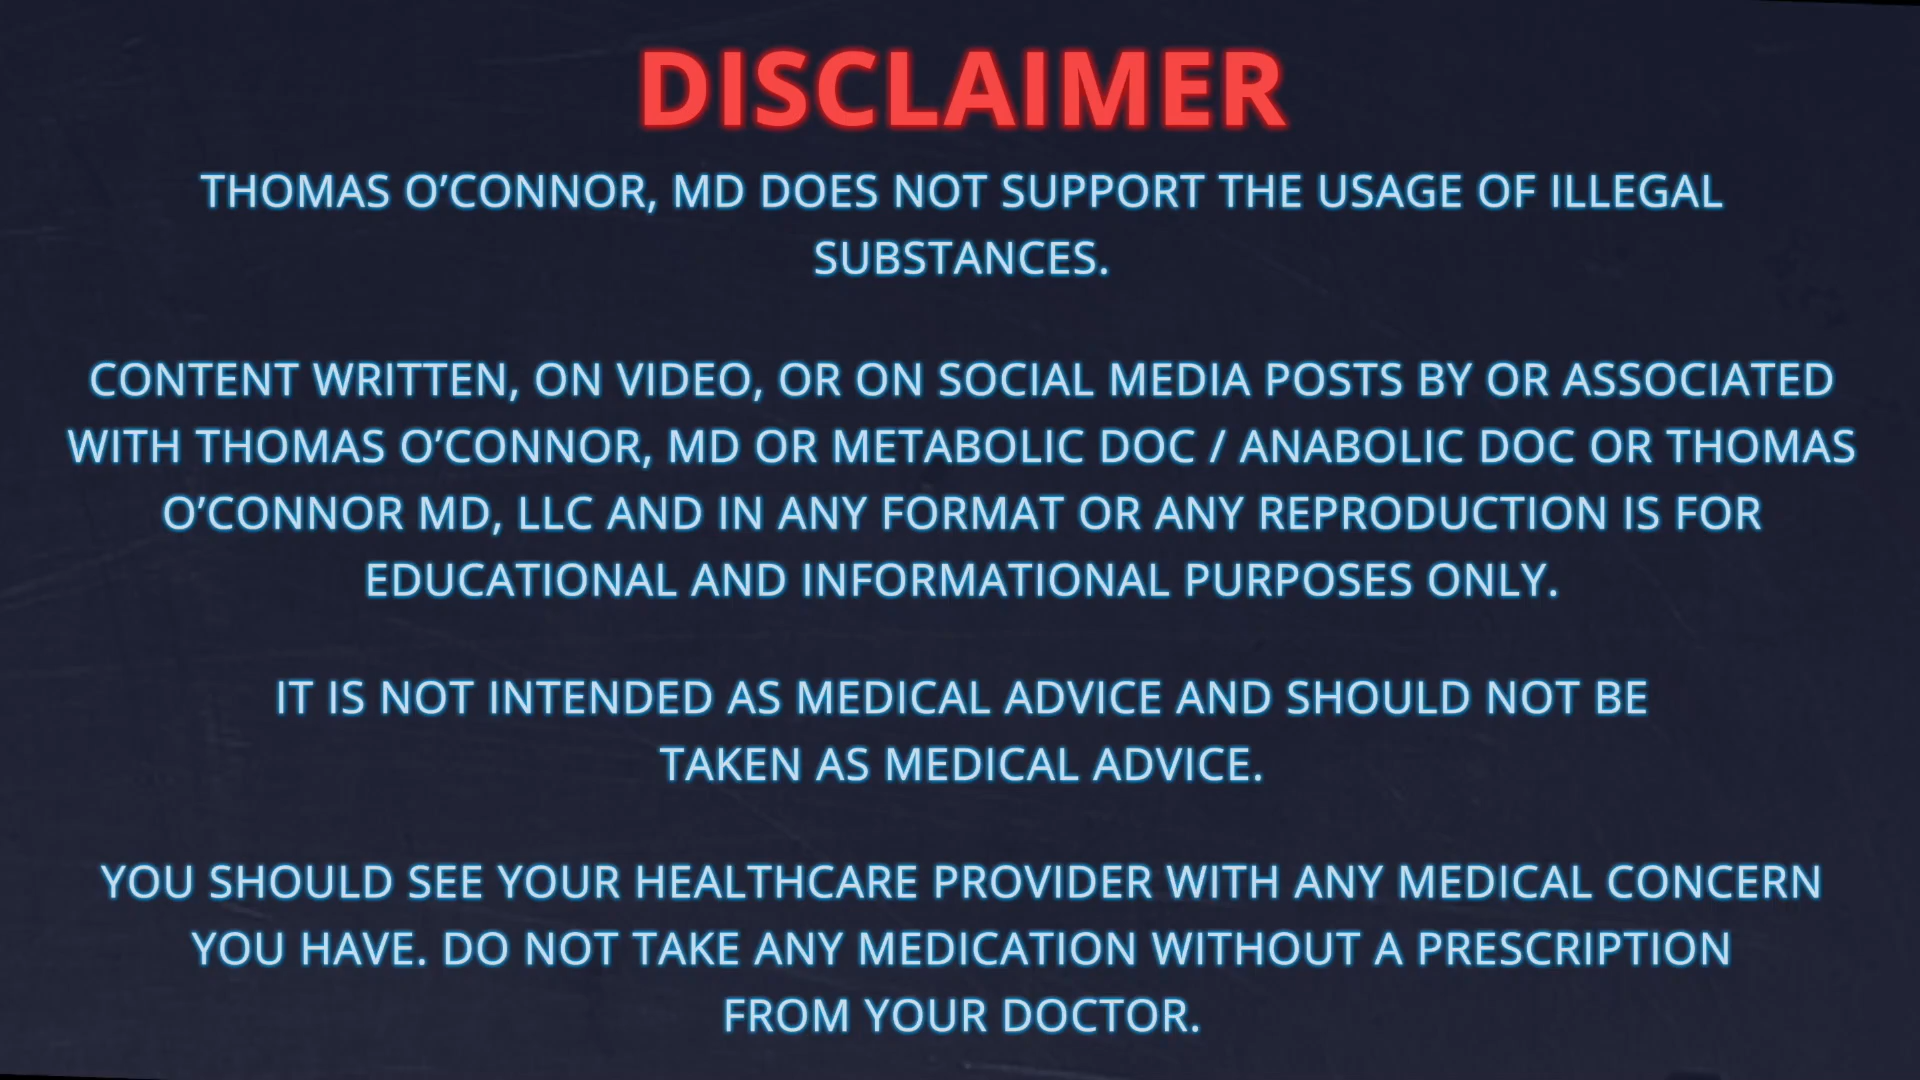 DISCLAIMER
THOMAS O’CONNOR, MD DOES NOT SUPPORT THE USAGE OF ILLEGAL
SUBSTANCES.
CONTENT WRITTEN, ON VIDEO, OR ON SOCIAL MEDIA POSTS BY OR ASSOCIATED
WITH THOMAS O’CONNOR, MD OR METABOLIC DOC / ANABOLIC DOC OR THOMAS
O’CONNOR MD, LLC AND IN ANY FORMAT OR ANY REPRODUCTION IS FOR
EDUCATIONAL AND INFORMATIONAL PURPOSES ONLY.
IT IS NOT INTENDED AS MEDICAL ADVICE AND SHOULD NOT BE
TAKEN AS MEDICAL ADVICE.
YOU SHOULD SEE YOUR HEALTHCARE PROVIDER WITH ANY MEDICAL CONCERN
YOU HAVE. DO NOT TAKE ANY MEDICATION WITHOUT A PRESCRIPTION
FROM YOUR DOCTOR.